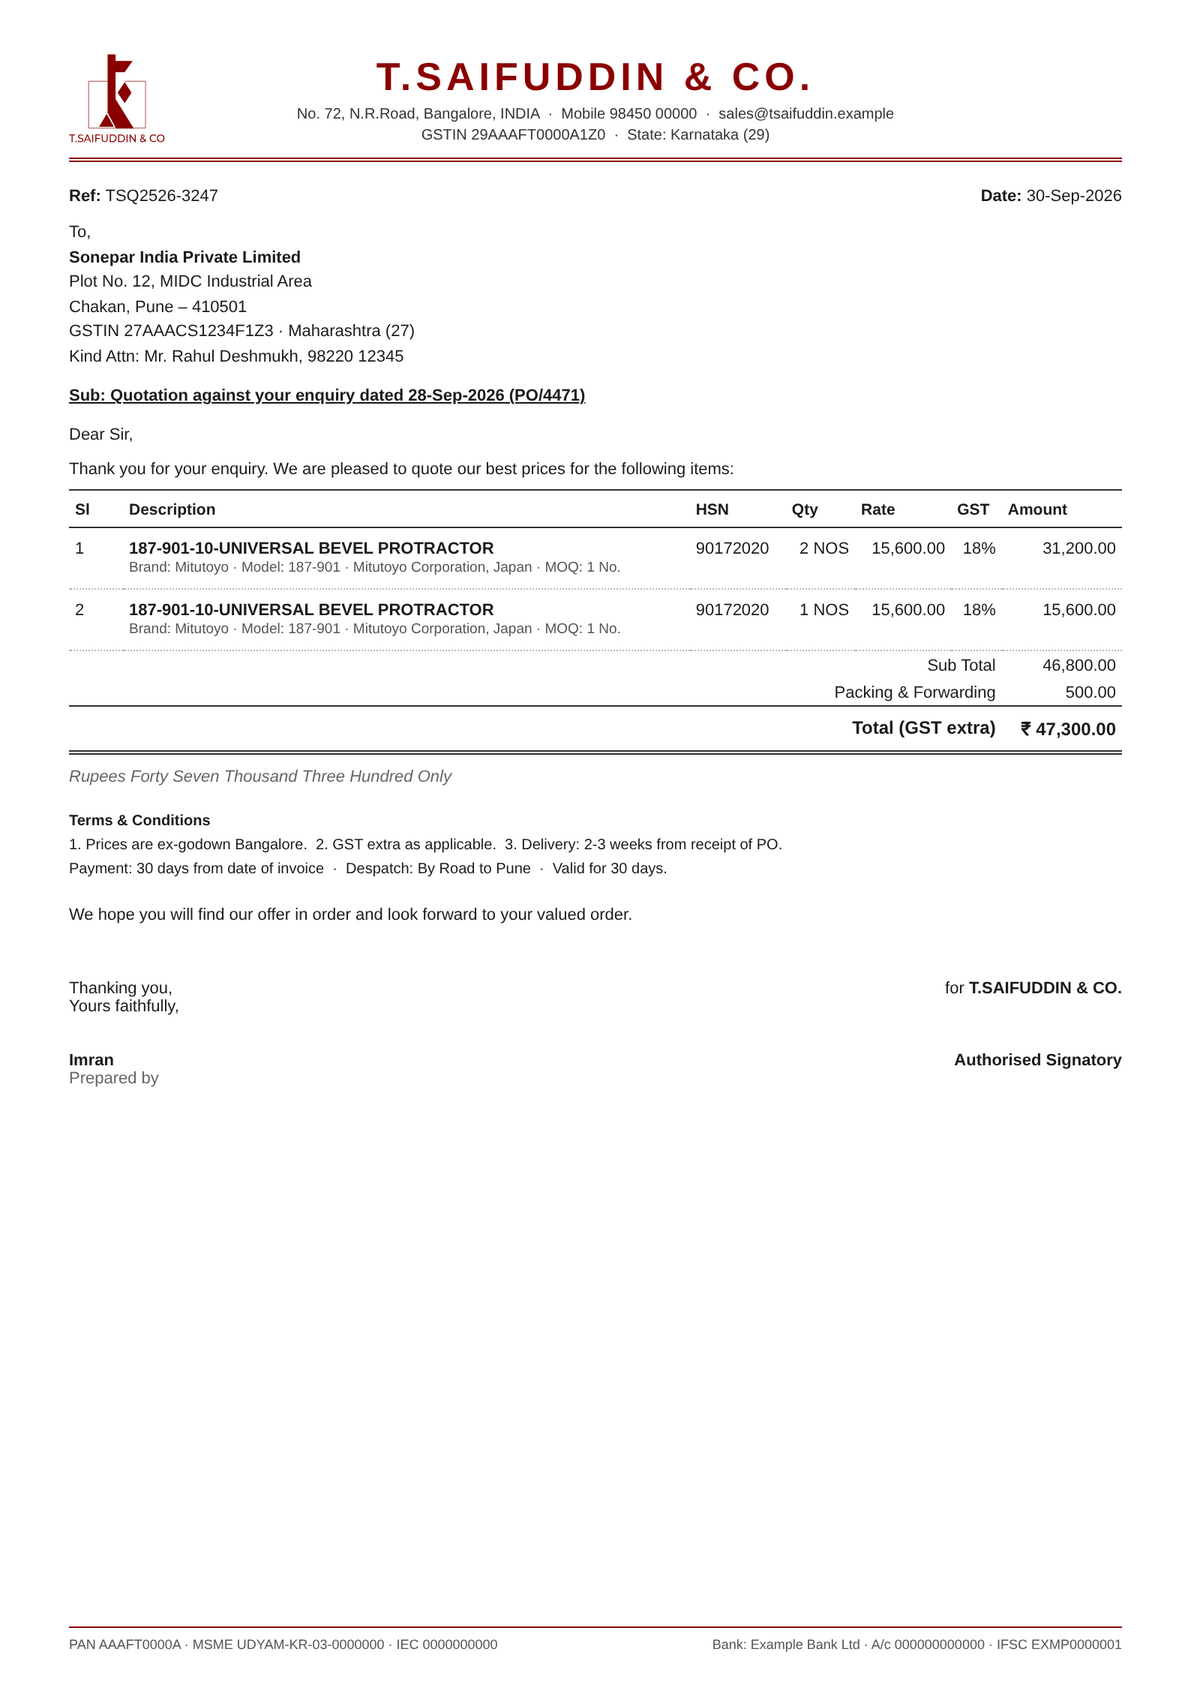 T.SAIFUDDIN & CO
T.SAIFUDDIN & CO.
No. 72, N.R.Road, Bangalore, INDIA · Mobile 98450 00000 · sales@tsaifuddin.example
GSTIN 29AAAFT0000A1Z0 · State: Karnataka (29)
Ref: TSQ2526-3247 Date: 30-Sep-2026
To,
Sonepar India Private Limited
Plot No. 12, MIDC Industrial Area
Chakan, Pune – 410501
GSTIN 27AAACS1234F1Z3 · Maharashtra (27)
Kind Attn: Mr. Rahul Deshmukh, 98220 12345
Sub: Quotation against your enquiry dated 28-Sep-2026 (PO/4471)
Dear Sir,
Thank you for your enquiry. We are pleased to quote our best prices for the following items:
Sl Description HSN Qty Rate GST Amount
1 187-901-10-UNIVERSAL BEVEL PROTRACTOR 90172020 2 NOS 15,600.00 18% 31,200.00
Brand: Mitutoyo · Model: 187-901 · Mitutoyo Corporation, Japan · MOQ: 1 No.
2 187-901-10-UNIVERSAL BEVEL PROTRACTOR 90172020 1 NOS 15,600.00 18% 15,600.00
Brand: Mitutoyo · Model: 187-901 · Mitutoyo Corporation, Japan · MOQ: 1 No.
Sub Total 46,800.00
Packing & Forwarding 500.00
Total (GST extra) ₹ 47,300.00
Rupees Forty Seven Thousand Three Hundred Only
Terms & Conditions
1. Prices are ex-godown Bangalore. 2. GST extra as applicable. 3. Delivery: 2-3 weeks from receipt of PO.
Payment: 30 days from date of invoice · Despatch: By Road to Pune · Valid for 30 days.
We hope you will find our offer in order and look forward to your valued order.
Thanking you, for T.SAIFUDDIN & CO.
Yours faithfully,
Imran Authorised Signatory
Prepared by
PAN AAAFT0000A · MSME UDYAM-KR-03-0000000 · IEC 0000000000 Bank: Example Bank Ltd · A/c 000000000000 · IFSC EXMP0000001